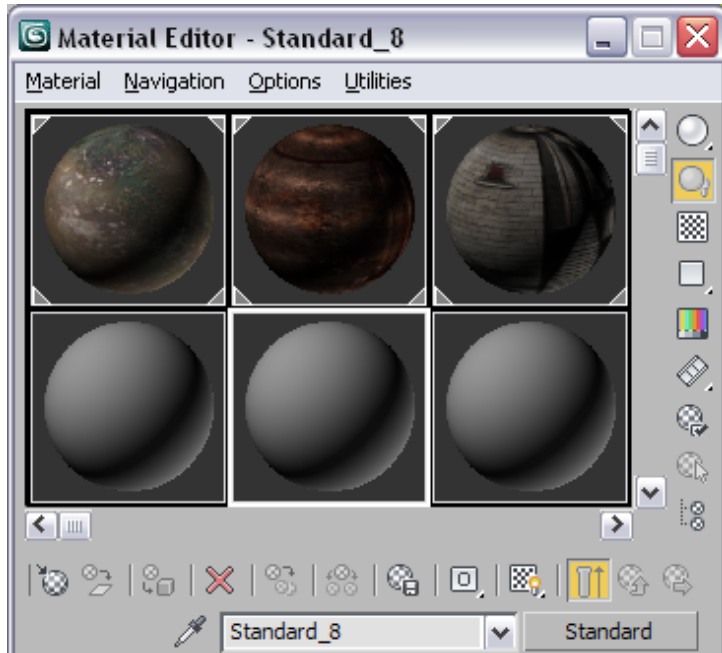 Material Editor - Standard_8
Material Navigation Options Utilities
Standard_8 Standard